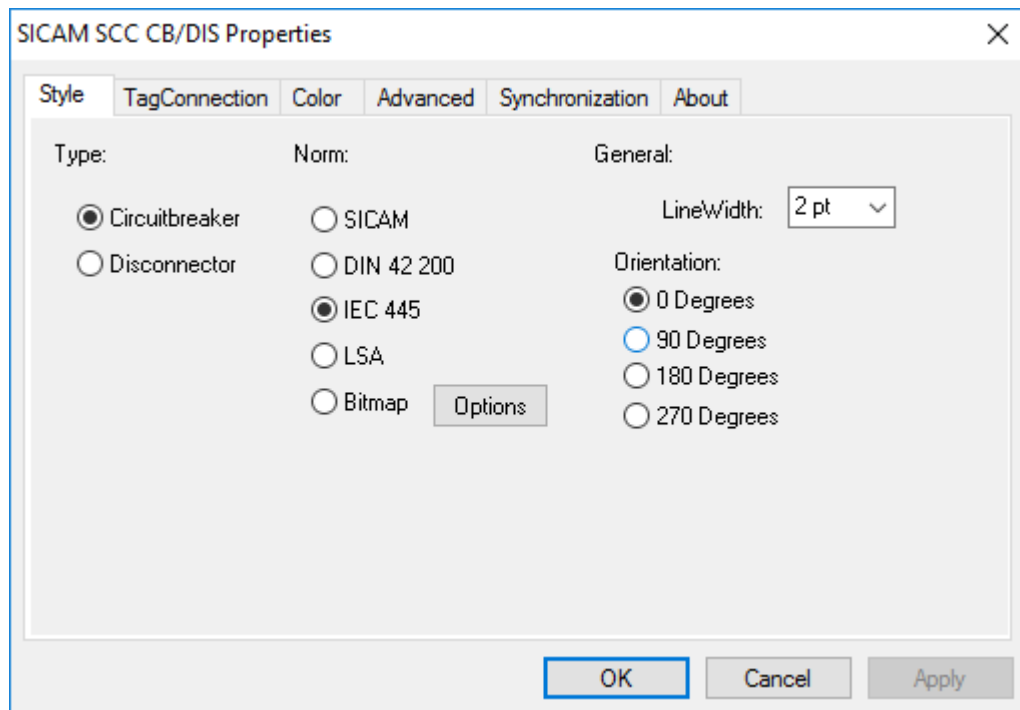 SICAM SCC CB/DIS Properties
Style TagConnection Color Advanced Synchronization About
Type:
Circuitbreaker
Disconnector
Norm:
SICAM
DIN 42 200
IEC 445
LSA
Bitmap Options
General:
LineWidth: 2 pt
Orientation:
0 Degrees
90 Degrees
180 Degrees
270 Degrees
OK Cancel Apply